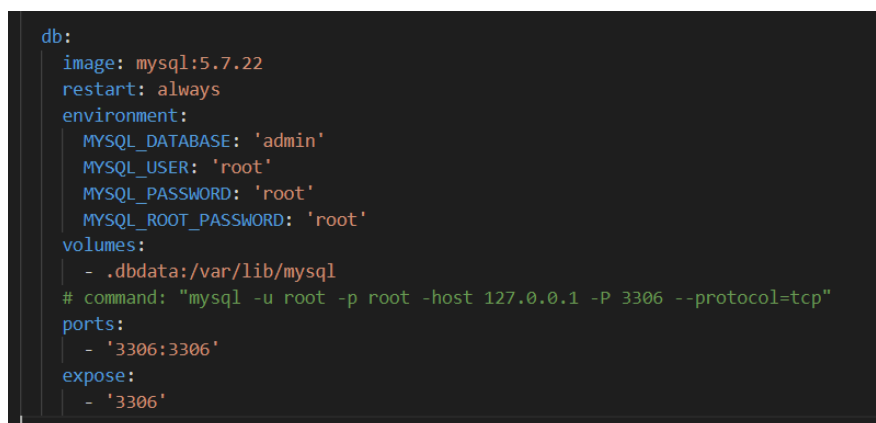 db:
image: mysql:5.7.22
restart: always
environment:
MYSQL_DATABASE: 'admin'
MYSQL_USER: 'root'
MYSQL_PASSWORD: 'root'
MYSQL_ROOT_PASSWORD: 'root'
volumes:
- .dbdata:/var/lib/mysql
# command: "mysql -u root -p root -host 127.0.0.1 -P 3306 --protocol=tcp"
ports:
- '3306:3306'
expose:
- '3306'